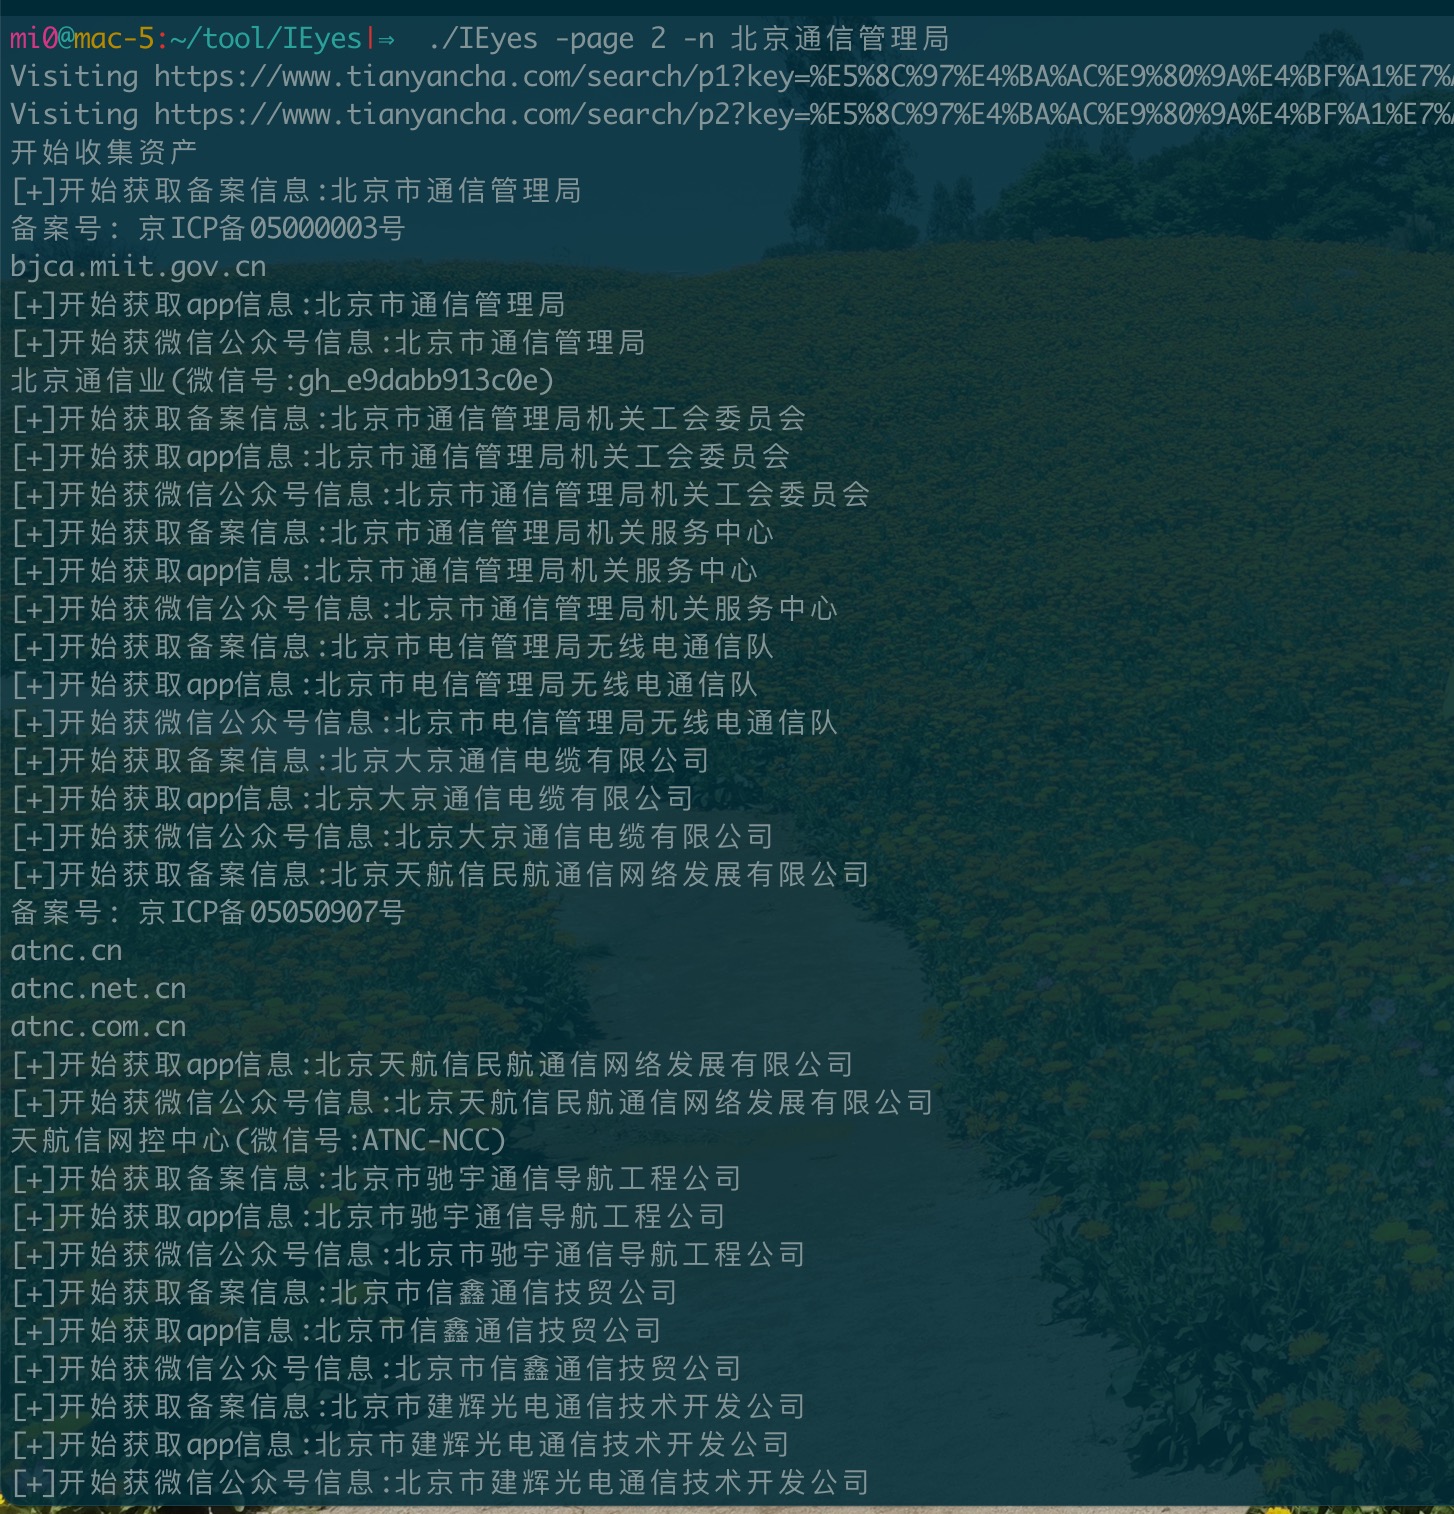 mi0@mac-5:~/tool/IEyes|⇒  ./IEyes -page 2 -n 北京通信管理局
Visiting https://www.tianyancha.com/search/p1?key=%E5%8C%97%E4%BA%AC%E9%80%9A%E4%BF%A1%E7%
Visiting https://www.tianyancha.com/search/p2?key=%E5%8C%97%E4%BA%AC%E9%80%9A%E4%BF%A1%E7%
开始收集资产
[+]开始获取备案信息:北京市通信管理局
备案号: 京ICP备05000003号
bjca.miit.gov.cn
[+]开始获取app信息:北京市通信管理局
[+]开始获微信公众号信息:北京市通信管理局
北京通信业(微信号:gh_e9dabb913c0e)
[+]开始获取备案信息:北京市通信管理局机关工会委员会
[+]开始获取app信息:北京市通信管理局机关工会委员会
[+]开始获微信公众号信息:北京市通信管理局机关工会委员会
[+]开始获取备案信息:北京市通信管理局机关服务中心
[+]开始获取app信息:北京市通信管理局机关服务中心
[+]开始获微信公众号信息:北京市通信管理局机关服务中心
[+]开始获取备案信息:北京市电信管理局无线电通信队
[+]开始获取app信息:北京市电信管理局无线电通信队
[+]开始获微信公众号信息:北京市电信管理局无线电通信队
[+]开始获取备案信息:北京大京通信电缆有限公司
[+]开始获取app信息:北京大京通信电缆有限公司
[+]开始获微信公众号信息:北京大京通信电缆有限公司
[+]开始获取备案信息:北京天航信民航通信网络发展有限公司
备案号: 京ICP备05050907号
atnc.cn
atnc.net.cn
atnc.com.cn
[+]开始获取app信息:北京天航信民航通信网络发展有限公司
[+]开始获微信公众号信息:北京天航信民航通信网络发展有限公司
天航信网控中心(微信号:ATNC-NCC)
[+]开始获取备案信息:北京市驰宇通信导航工程公司
[+]开始获取app信息:北京市驰宇通信导航工程公司
[+]开始获微信公众号信息:北京市驰宇通信导航工程公司
[+]开始获取备案信息:北京市信鑫通信技贸公司
[+]开始获取app信息:北京市信鑫通信技贸公司
[+]开始获微信公众号信息:北京市信鑫通信技贸公司
[+]开始获取备案信息:北京市建辉光电通信技术开发公司
[+]开始获取app信息:北京市建辉光电通信技术开发公司
[+]开始获微信公众号信息:北京市建辉光电通信技术开发公司